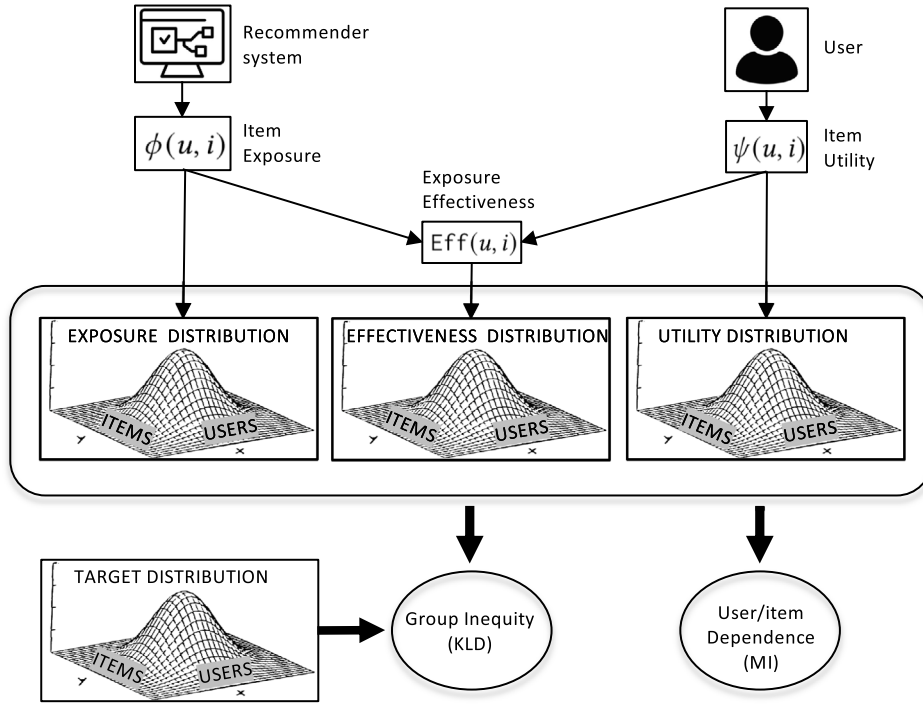 Recommender
system
User
ϕ(u, i)
Item
Exposure
ψ(u, i)
Item
Utility
Exposure
Effectiveness
Eff(u, i)
EXPOSURE DISTRIBUTION
ITEMS
USERS
Y
X
EFFECTIVENESS DISTRIBUTION
ITEMS
USERS
Y
X
UTILITY DISTRIBUTION
ITEMS
USERS
Y
X
TARGET DISTRIBUTION
ITEMS
USERS
Y
X
Group Inequity
(KLD)
User/item
Dependence
(MI)